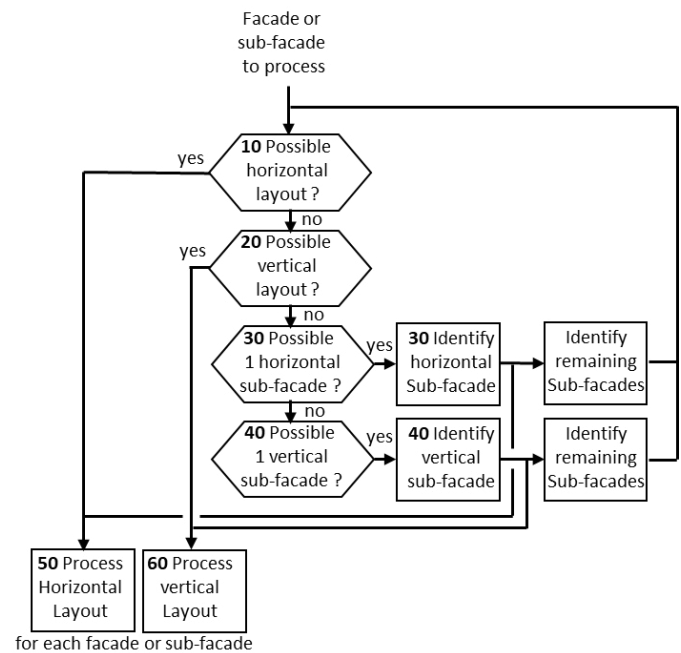 Facade or
sub-facade
to process
yes
10 Possible
horizontal
layout ?
no
yes
20 Possible
vertical
layout ?
no
30 Possible
1 horizontal
sub-facade ?
yes
30 Identify
horizontal
Sub-facade
Identify
remaining
Sub-facades
no
40 Possible
1 vertical
sub-facade ?
yes
40 Identify
vertical
sub-facade
Identify
remaining
Sub-facades
50 Process
Horizontal
Layout
60 Process
vertical
Layout
for each facade or sub-facade